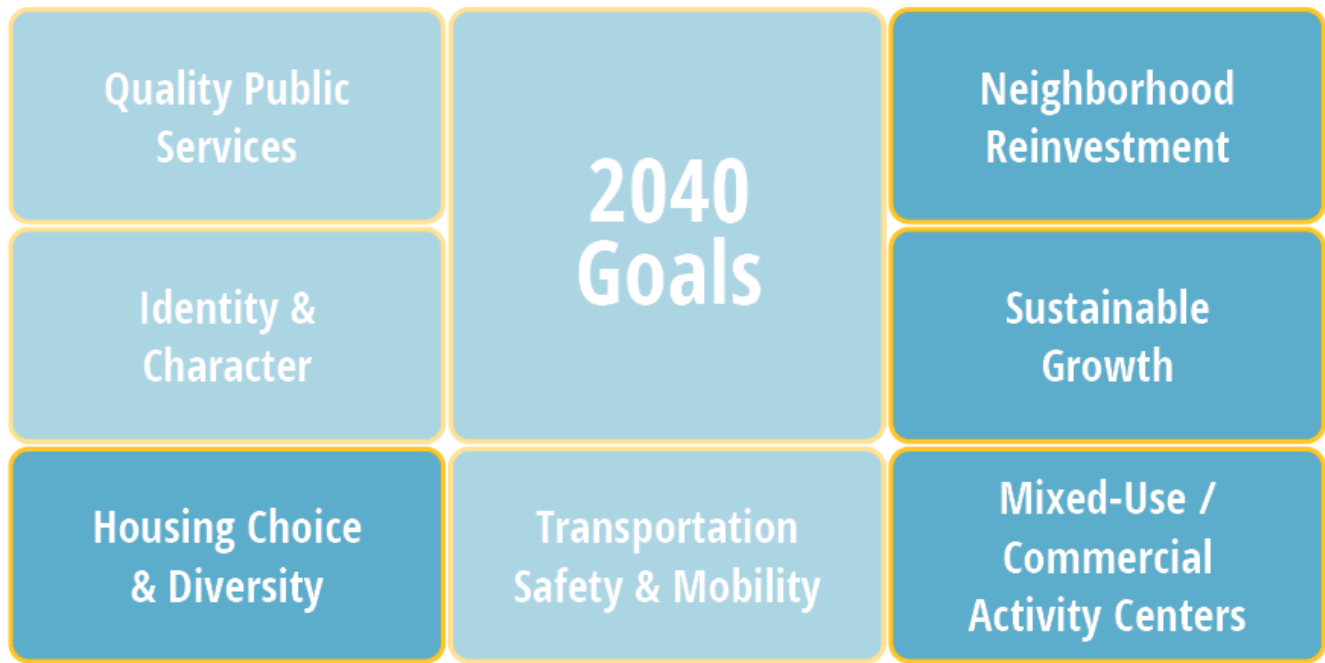 Quality Public
Services
2040
Goals
Neighborhood
Reinvestment
Identity &
Character
Sustainable
Growth
Housing Choice
& Diversity
Transportation
Safety & Mobility
Mixed-Use /
Commercial
Activity Centers